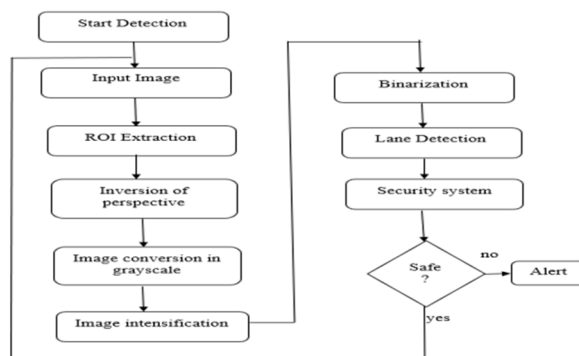 Start Detection
Input Image
ROI Extraction
Inversion of
perspective
Image conversion in
grayscale
Image intensification
Binarization
Lane Detection
Security system
Safe
?
no
Alert
yes